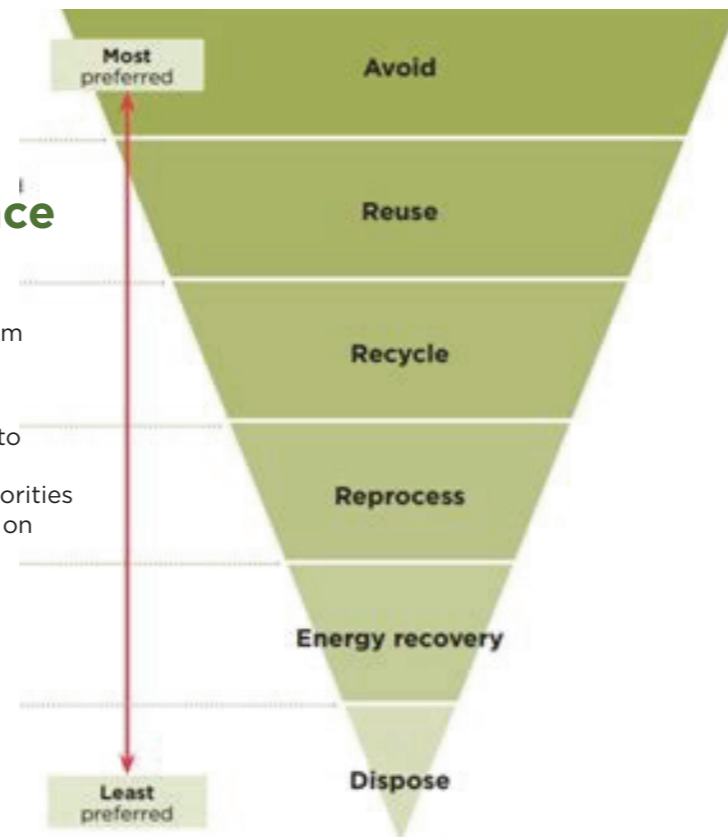 Most
preferred
Avoid
ce
Reuse
m
Recycle
to
orities
on
Reprocess
Energy recovery
Dispose
Least
preferred